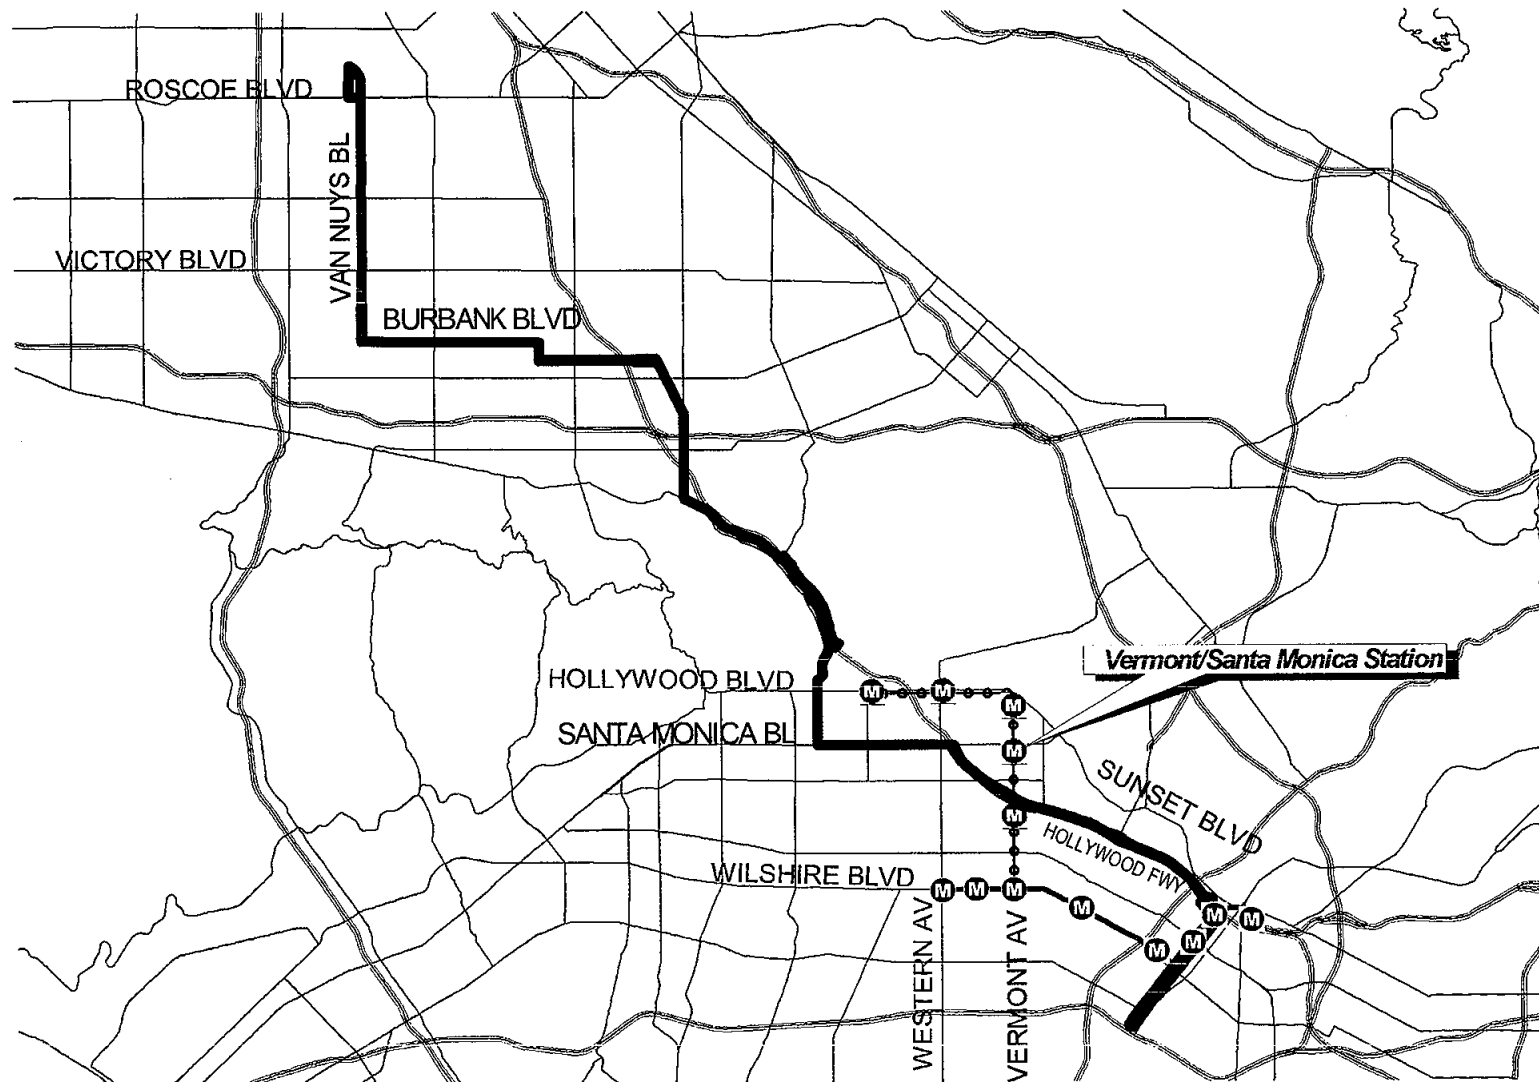 ROSCOE BLVD
VAN NUYS BL
VICTORY BLVD
BURBANK BLVD
Vermont/Santa Monica Station
HOLLYWOOD BLVD
M
M
M
SANTA MONICA BL
M
SUNSET BLVD
M
HOLLYWOOD FWY
WILSHIRE BLVD
M
M
M
M
M
M
M
M
WESTERN AV
VERMONT AV